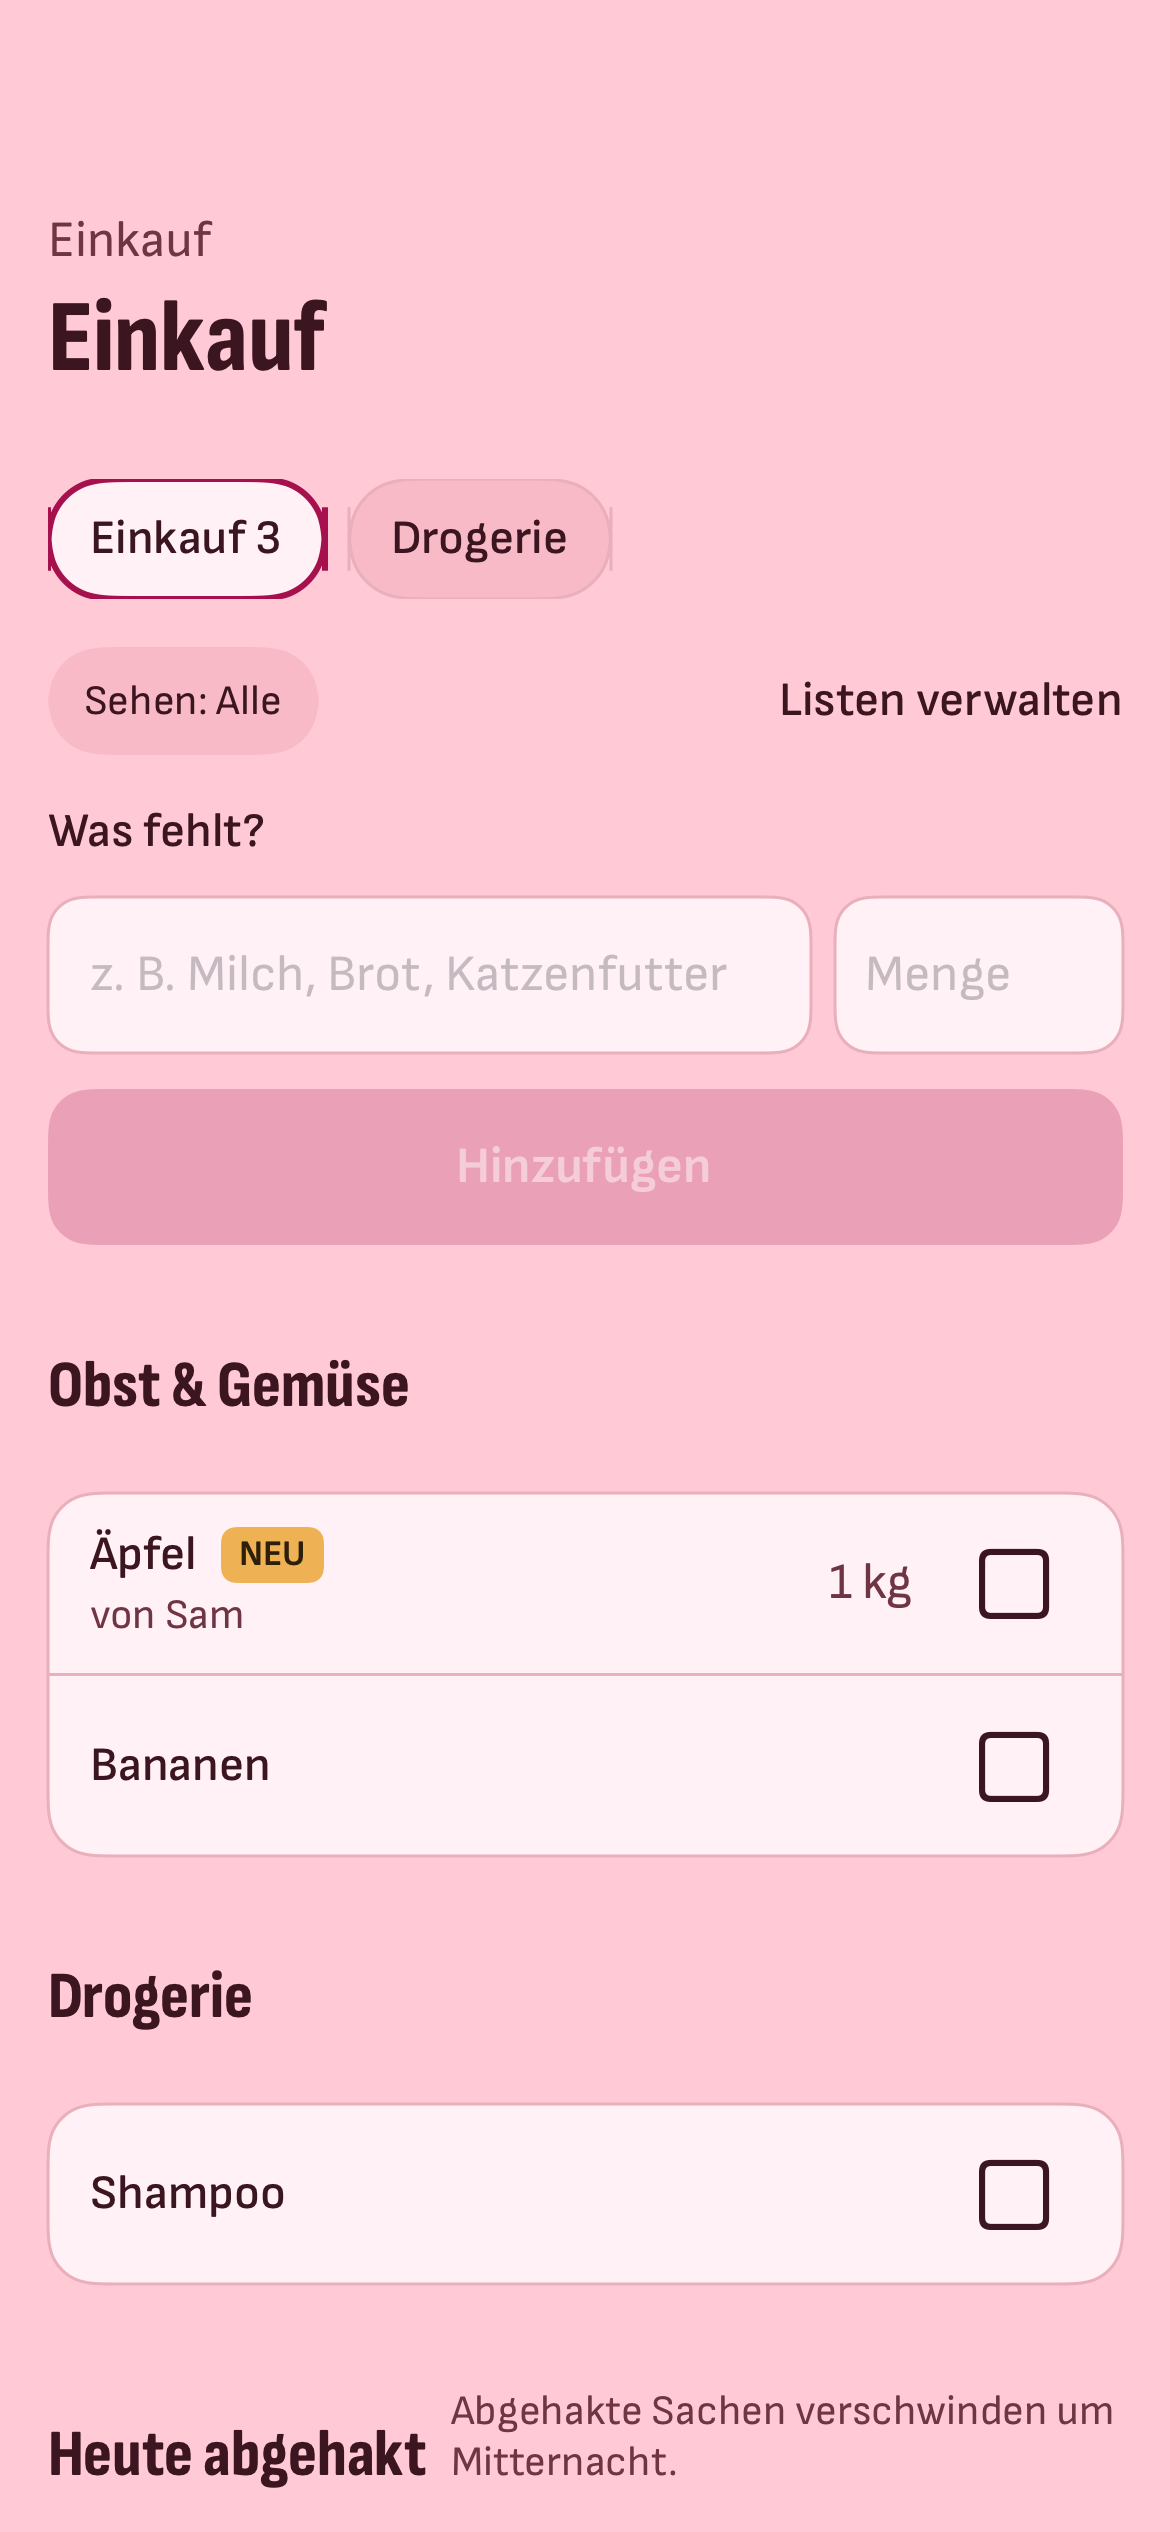 Einkauf
Einkauf
Einkauf 3
Drogerie
Sehen: Alle
Listen verwalten
Was fehlt?
z. B. Milch, Brot, Katzenfutter
Menge
Hinzufügen
Obst & Gemüse
Äpfel NEU
von Sam
1 kg
Bananen
Drogerie
Shampoo
Heute abgehakt
Abgehakte Sachen verschwinden um
Mitternacht.